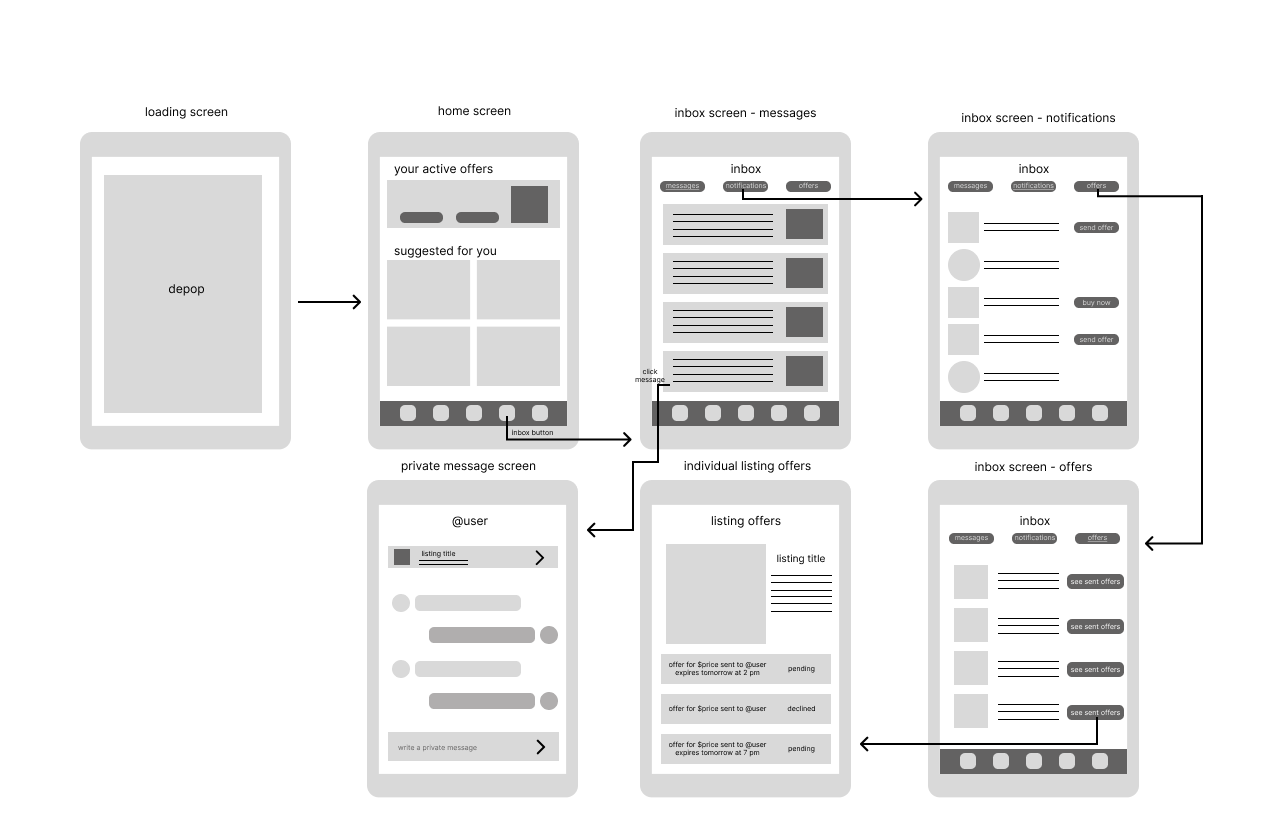 loading screen
home screen
inbox screen - messages
inbox screen - notifications
depop
your active offers
suggested for you
inbox button
inbox
messages
notifications
offers
click
message
inbox
messages
notifications
offers
send offer
buy now
send offer
private message screen
individual listing offers
inbox screen - offers
@user
listing title
write a private message
listing offers
listing title
offer for $price sent to @user
expires tomorrow at 2 pm
pending
offer for $price sent to @user
declined
offer for $price sent to @user
expires tomorrow at 7 pm
pending
inbox
messages
notifications
offers
see sent offers
see sent offers
see sent offers
see sent offers